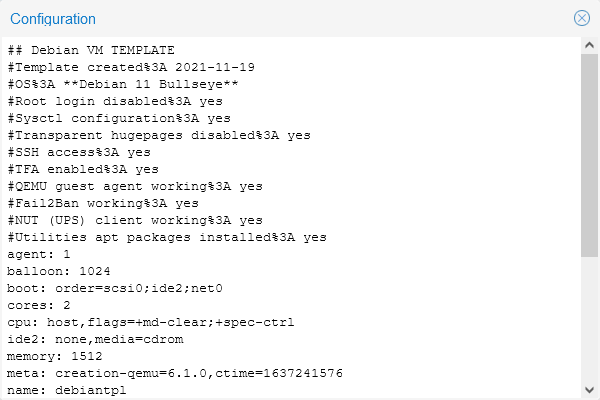 Configuration
## Debian VM TEMPLATE
#Template created%3A 2021-11-19
#OS%3A **Debian 11 Bullseye**
#Root login disabled%3A yes
#Sysctl configuration%3A yes
#Transparent hugepages disabled%3A yes
#SSH access%3A yes
#TFA enabled%3A yes
#QEMU guest agent working%3A yes
#Fail2Ban working%3A yes
#NUT (UPS) client working%3A yes
#Utilities apt packages installed%3A yes
agent: 1
balloon: 1024
boot: order=scsi0;ide2;net0
cores: 2
cpu: host,flags=+md-clear;+spec-ctrl
ide2: none,media=cdrom
memory: 1512
meta: creation-qemu=6.1.0,ctime=1637241576
name: debiantpl